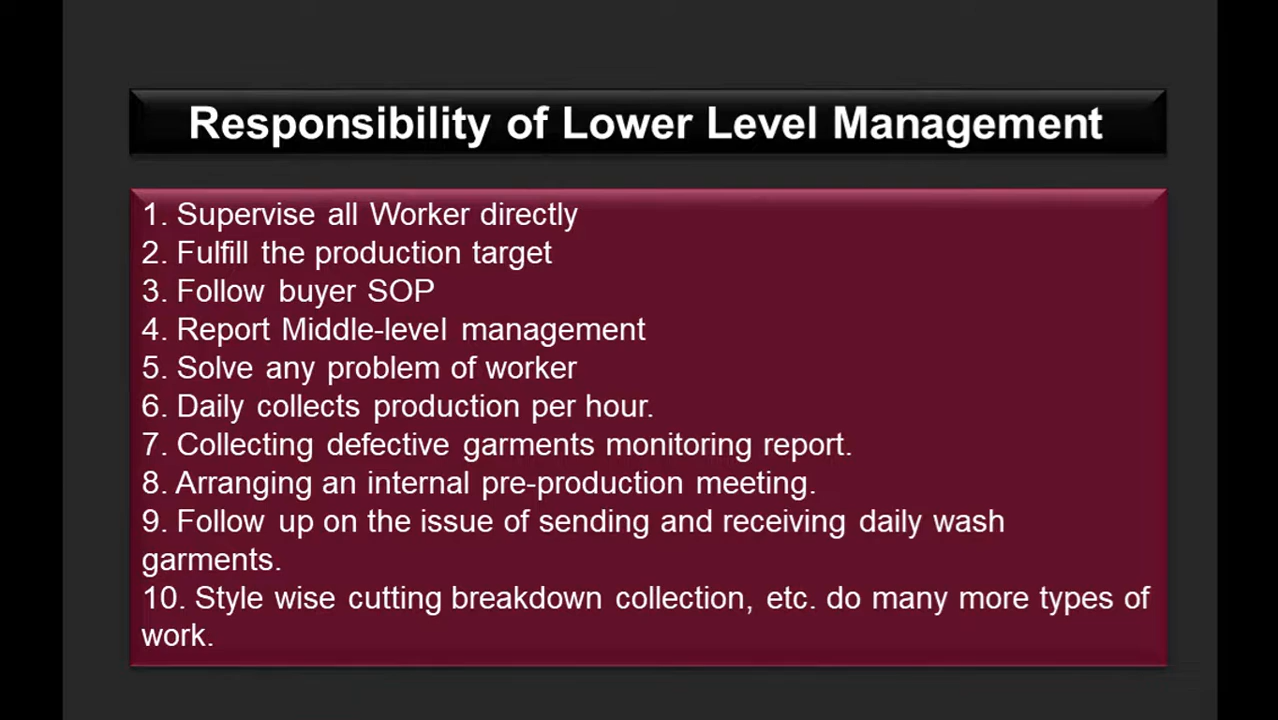 Responsibility of Lower Level Management
1. Supervise all Worker directly
2. Fulfill the production target
3. Follow buyer SOP
4. Report Middle-level management
5. Solve any problem of worker
6. Daily collects production per hour.
7. Collecting defective garments monitoring report.
8. Arranging an internal pre-production meeting.
9. Follow up on the issue of sending and receiving daily wash
garments.
10. Style wise cutting breakdown collection, etc. do many more types of
work.